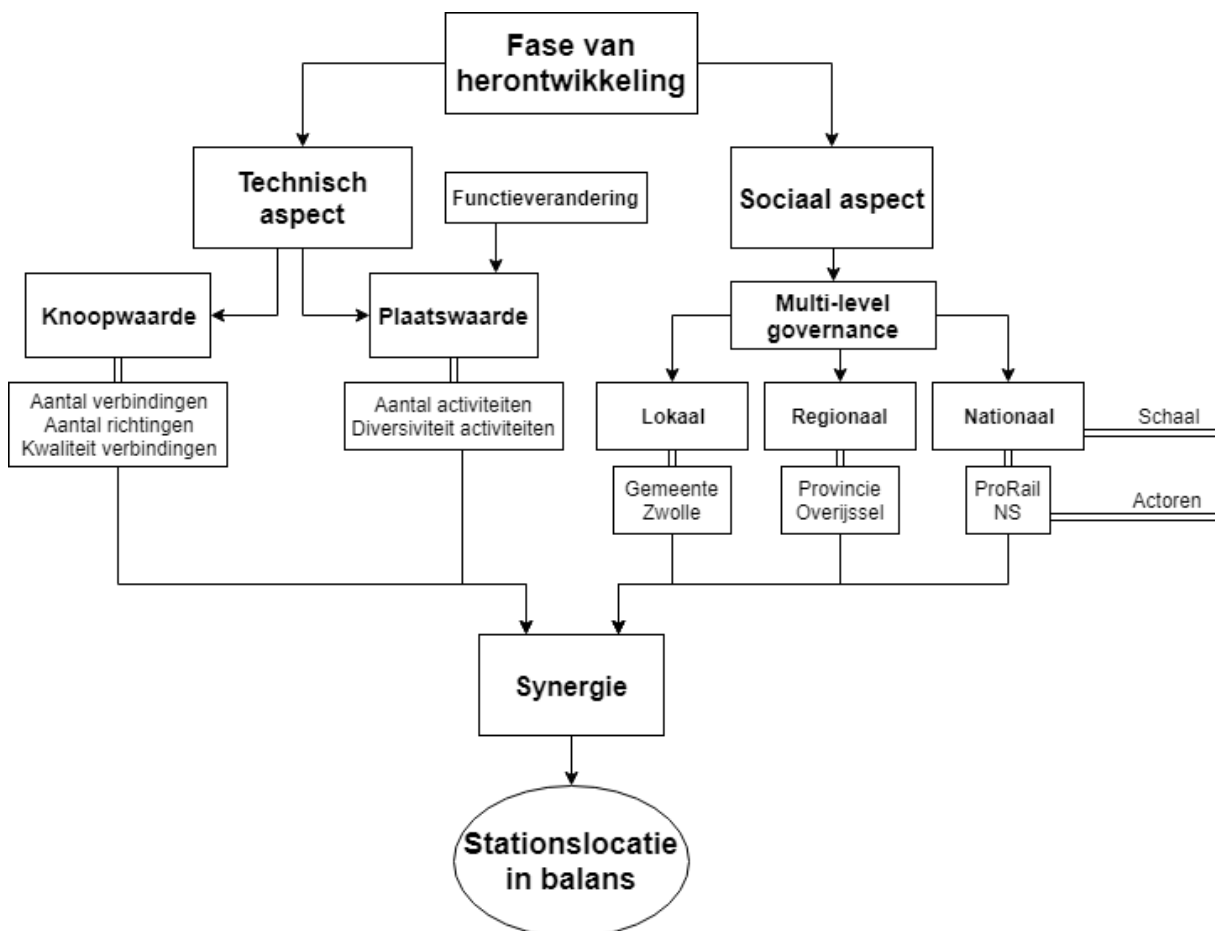 Fase van
herontwikkeling
Technisch
aspect
Functieverandering
Sociaal aspect
Knoopwaarde
Plaatswaarde
Multi-level
governance
Aantal verbindingen
Aantal richtingen
Kwaliteit verbindingen
Aantal activiteiten
Diversiviteit activiteiten
Lokaal
Regionaal
Nationaal
Schaal
Gemeente
Zwolle
Provincie
Overijssel
ProRail
NS
Actoren
Synergie
Stationslocatie
in balans